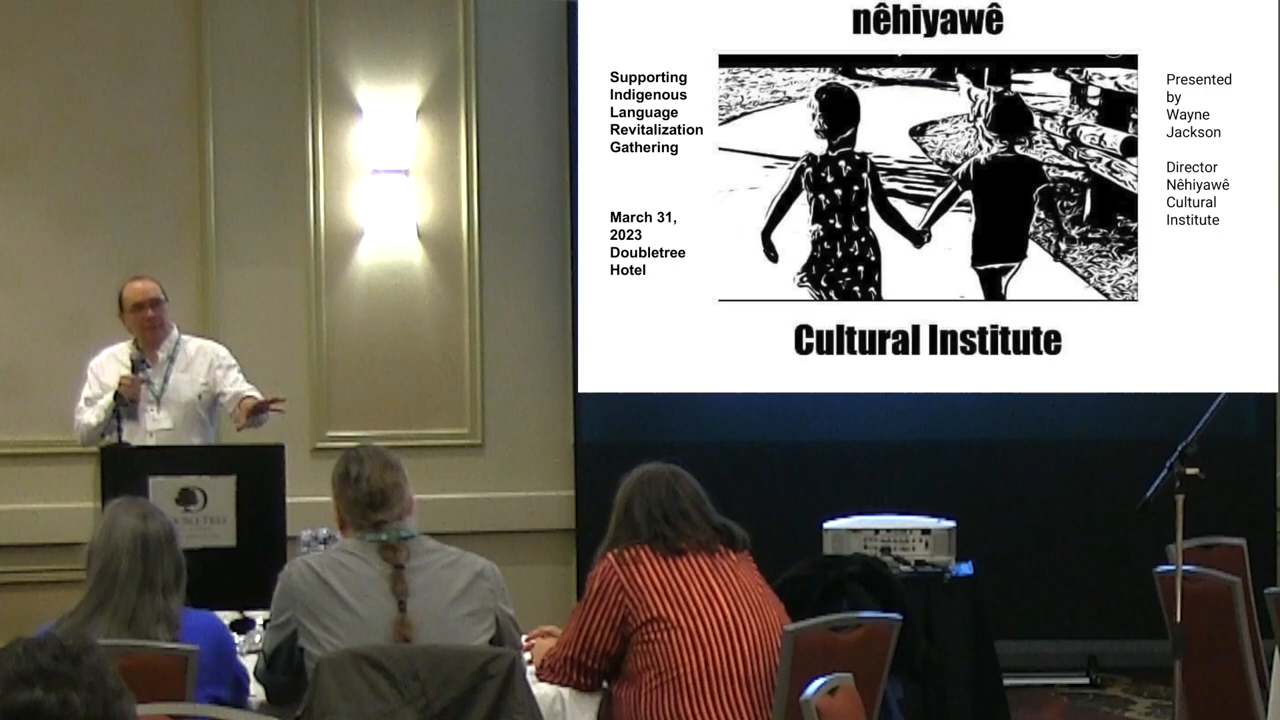 nêhiyawê
Supporting
Indigenous
Language
Revitalization
Gathering
March 31,
2023
Doubletree
Hotel
Presented
by
Wayne
Jackson
Director
Nêhiyawê
Cultural
Institute
Cultural Institute